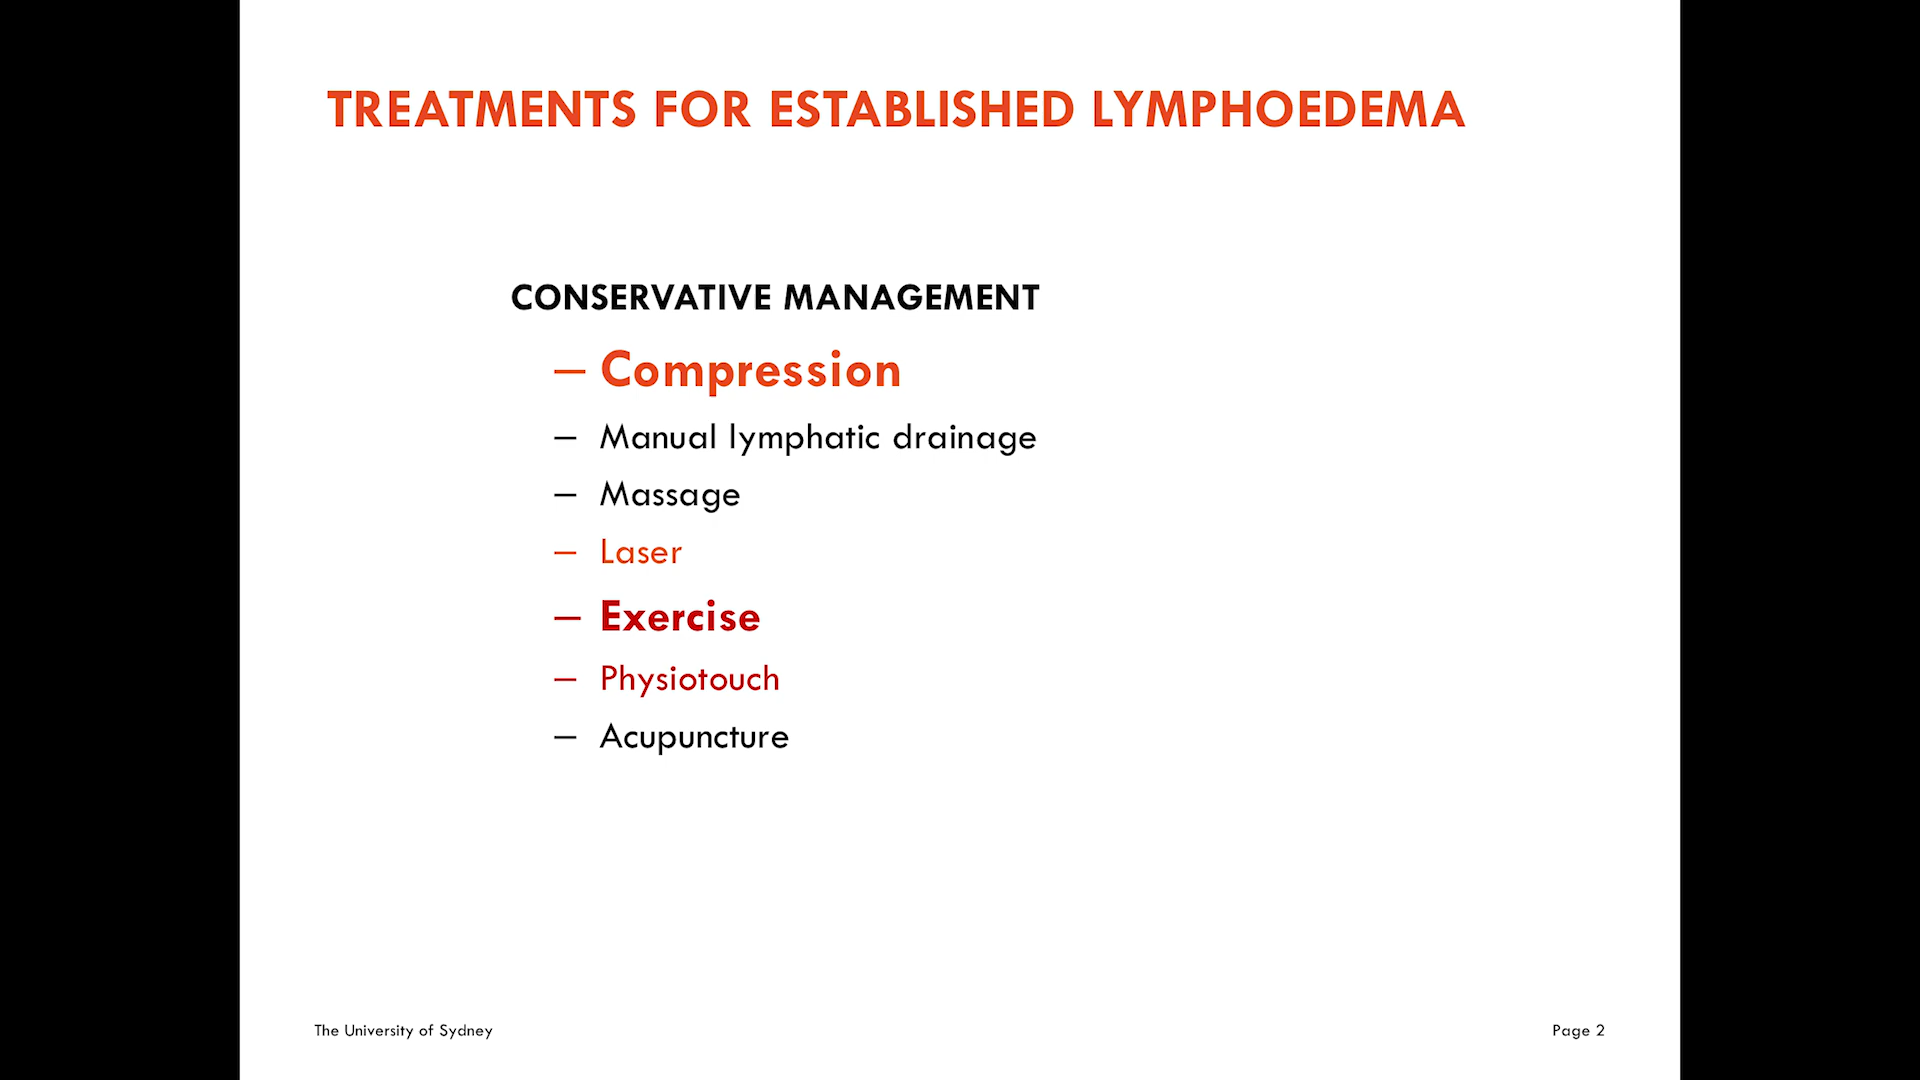 TREATMENTS FOR ESTABLISHED LYMPHOEDEMA
CONSERVATIVE MANAGEMENT
– Compression
– Manual lymphatic drainage
– Massage
– Laser
– Exercise
– Physiotouch
– Acupuncture
The University of Sydney
Page 2